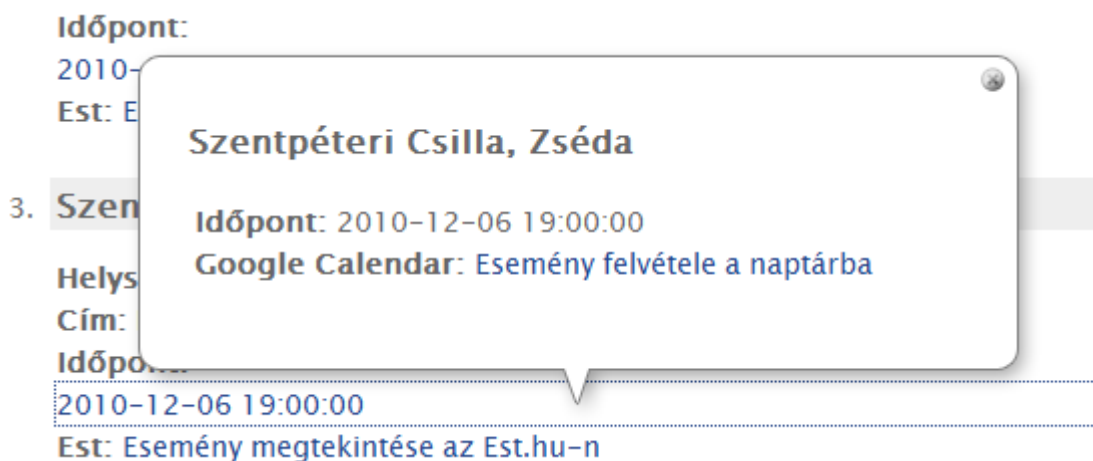 Időpont:
2010-
Est: E
Szentpéteri Csilla, Zséda
Időpont: 2010-12-06 19:00:00
Google Calendar: Esemény felvétele a naptárba
3. Szen
Helys
Cím:
Időpo
2010-12-06 19:00:00
Est: Esemény megtekintése az Est.hu-n